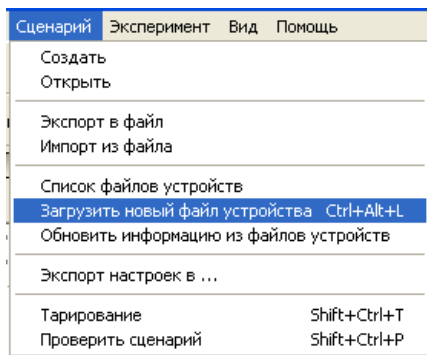 Сценарий Эксперимент Вид Помощь
Создать
Открыть
Экспорт в файл
Импорт из файла
Список файлов устройств
Загрузить новый файл устройства Ctrl+Alt+L
Обновить информацию из файлов устройств
Экспорт настроек в ...
Тарирование Shift+Ctrl+T
Проверить сценарий Shift+Ctrl+P